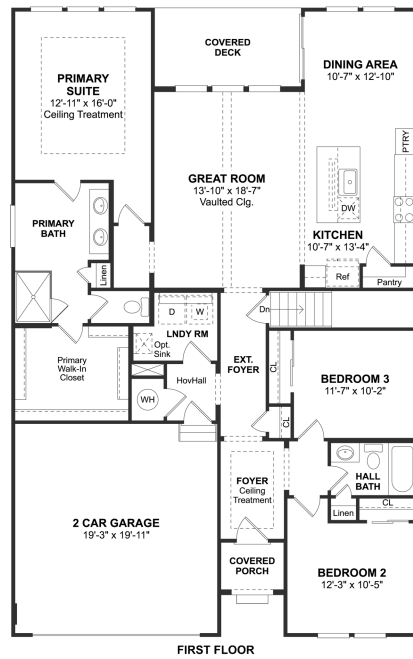 COVERED
DECK
DINING AREA
10'-7" x 12'-10"
PRIMARY
SUITE
12'-11" x 16'-0"
Ceiling Treatment
PTRY
GREAT ROOM
13'-10" x 18'-7"
Vaulted Clg.
DW
PRIMARY
BATH
KITCHEN
10'-7" x 13'-4"
Linen
Ref
Pantry
D
W
Dn
LNDY RM
Opt.
Sink
EXT.
FOYER
Primary
Walk-In
Closet
HovHall
CL
BEDROOM 3
11'-7" x 10'-2"
WH
CL
HALL
BATH
FOYER
Ceiling
Treatment
CL
Linen
2 CAR GARAGE
19'-3" x 19'-11"
COVERED
PORCH
BEDROOM 2
12'-3" x 10'-5"
FIRST FLOOR